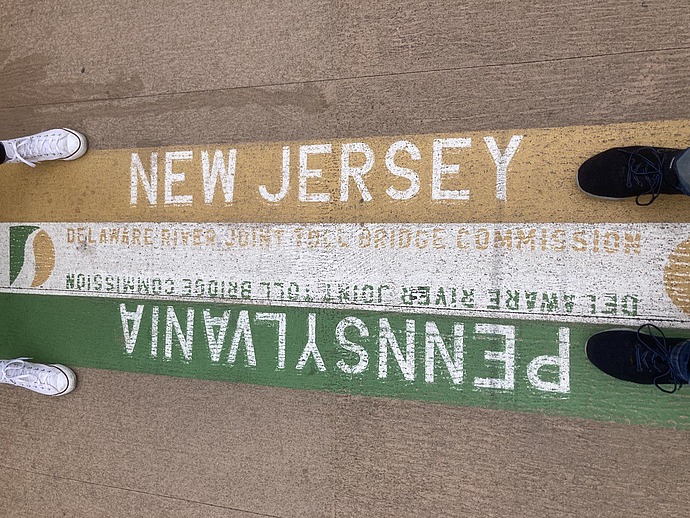 NEW JERSEY
DELAWARE RIVER JOINT TOLL BRIDGE COMMISSION
DELAWARE RIVER JOINT TOLL BRIDGE COMMISSION
PENNSYLVANIA